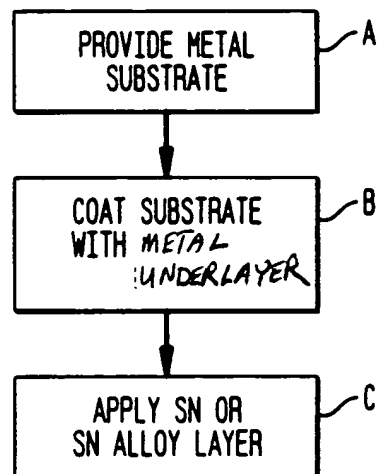 PROVIDE METAL
SUBSTRATE
A
COAT SUBSTRATE
WITH METAL
UNDERLAYER
B
APPLY SN OR
SN ALLOY LAYER
C